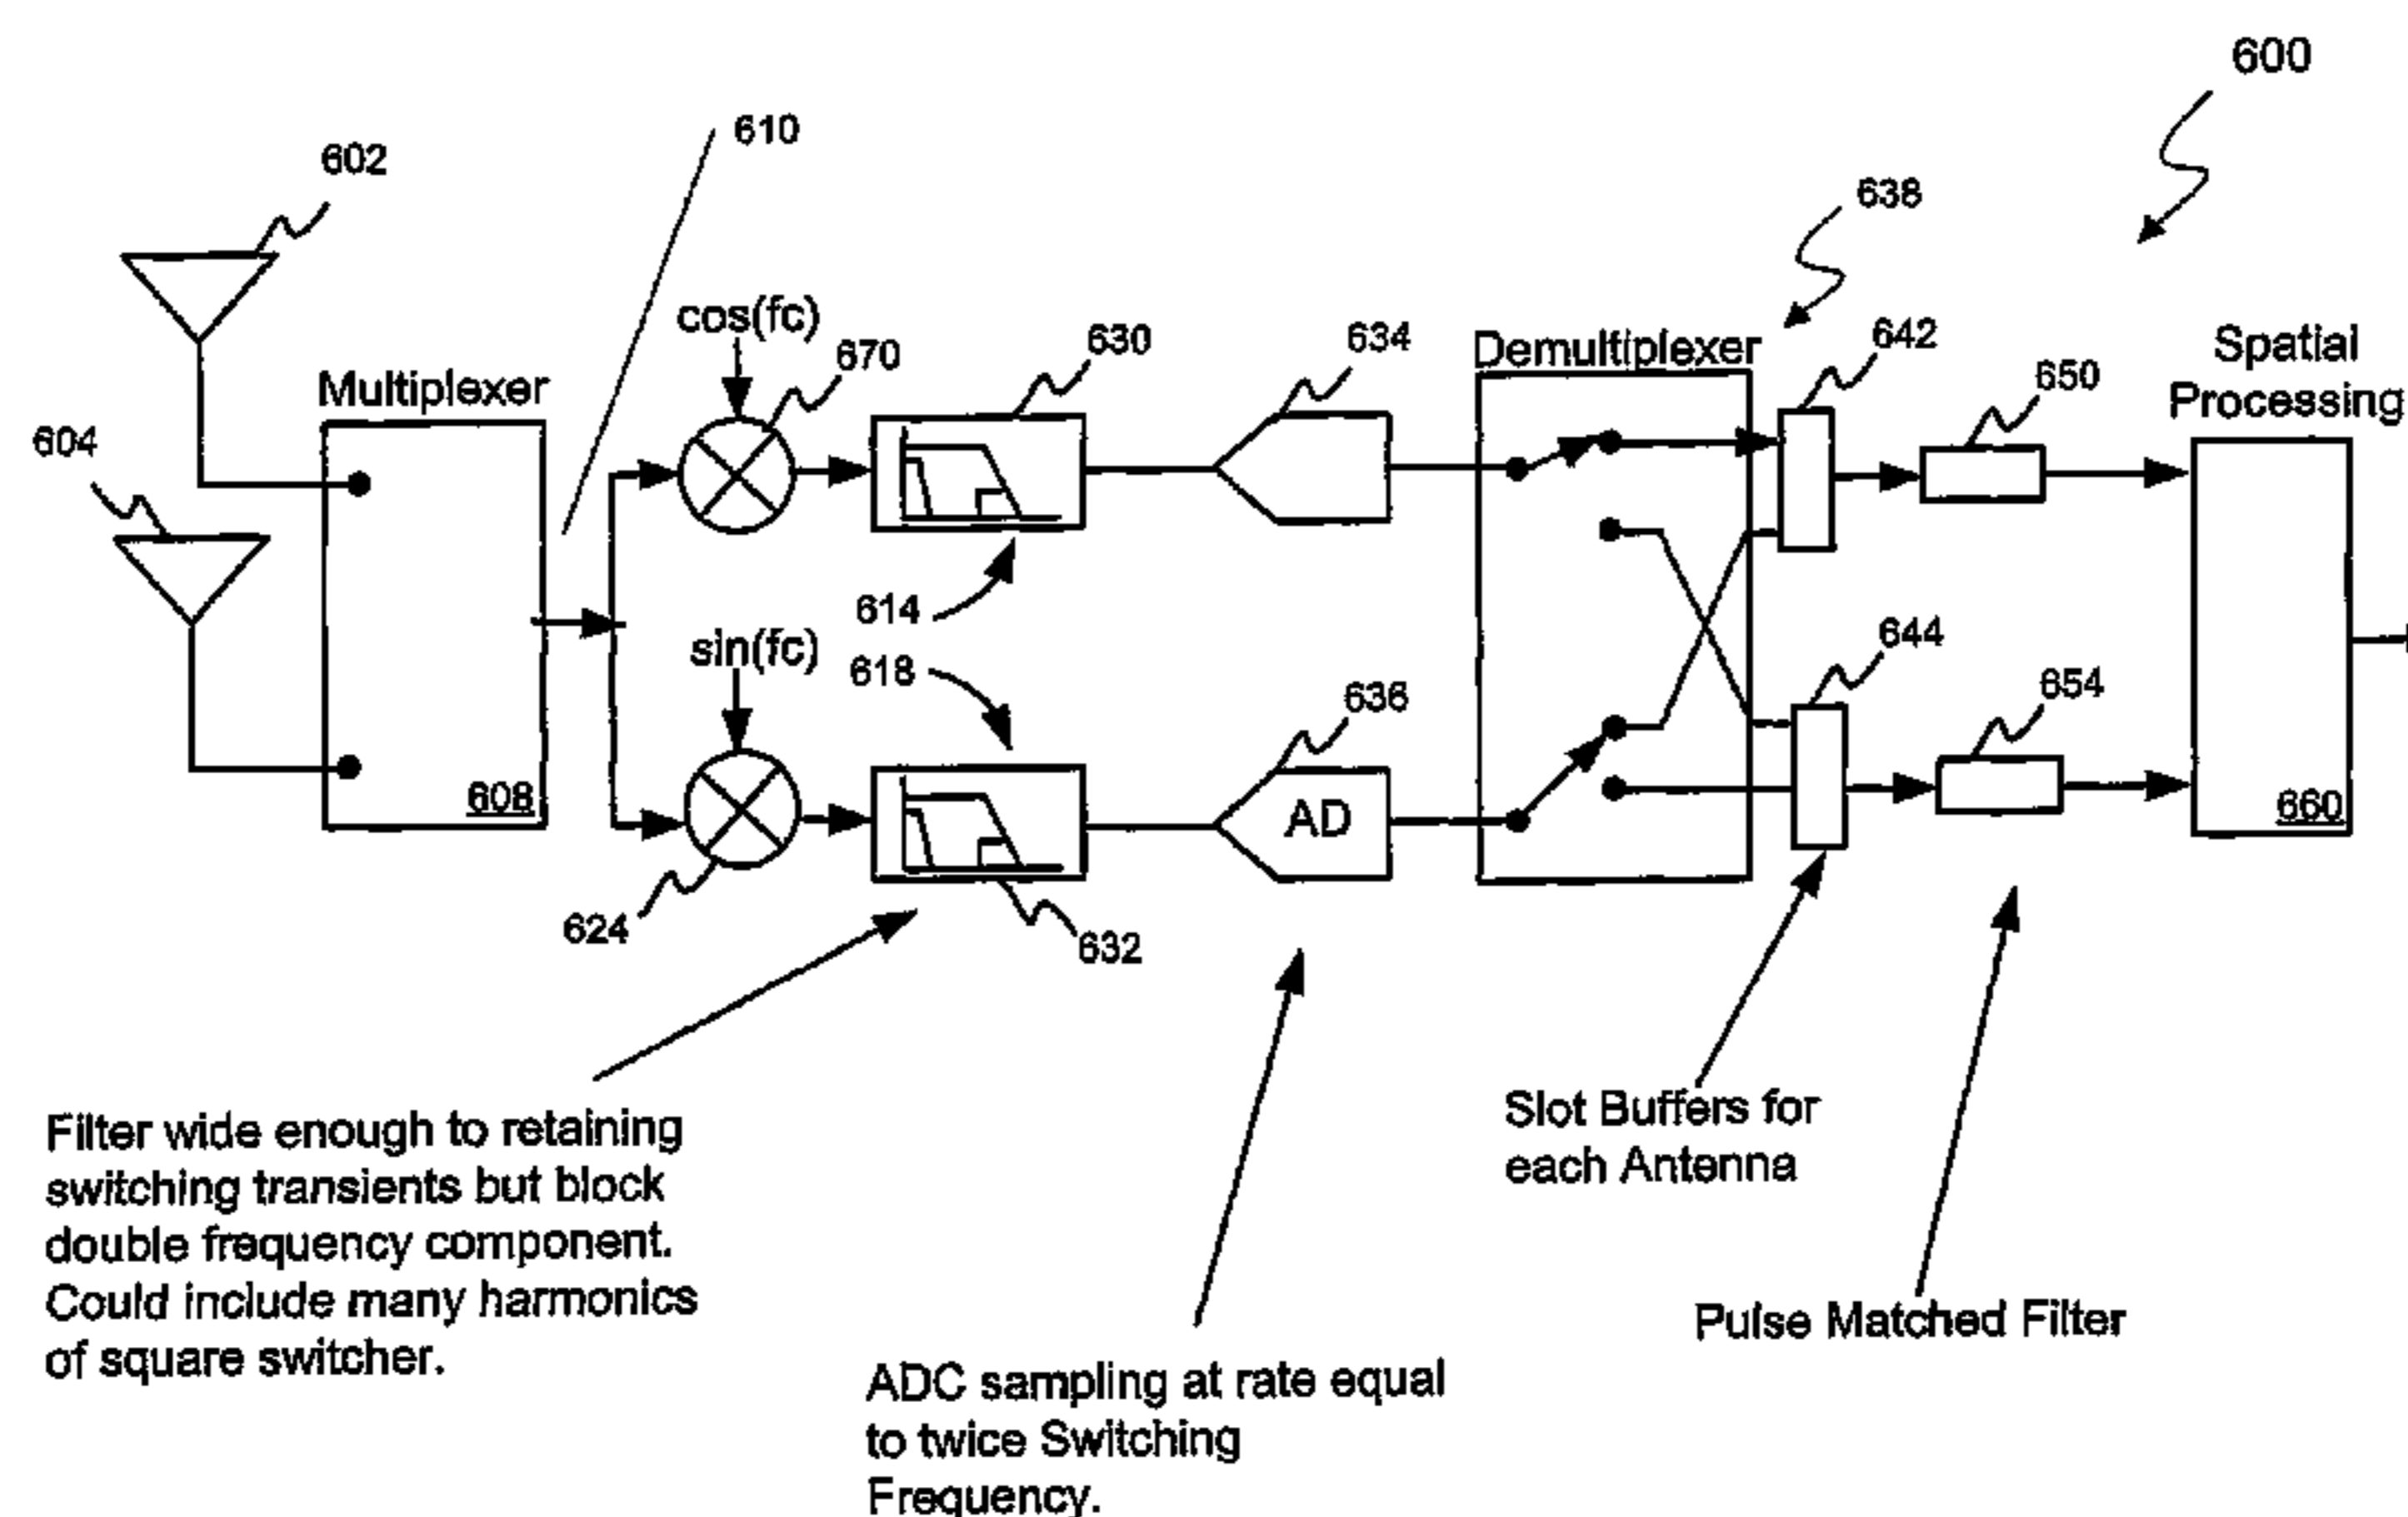 600
610
602
638
604
Multiplexer
cos(fc)
670
630
634
Demultiplexer
642
650
Spatial
Processing
614
sin(fc)
618
636
644
654
608
AD
660
624
632
Filter wide enough to retaining
switching transients but block
double frequency component.
Could include many harmonics
of square switcher.
ADC sampling at rate equal
to twice Switching
Frequency.
Slot Buffers for
each Antenna
Pulse Matched Filter